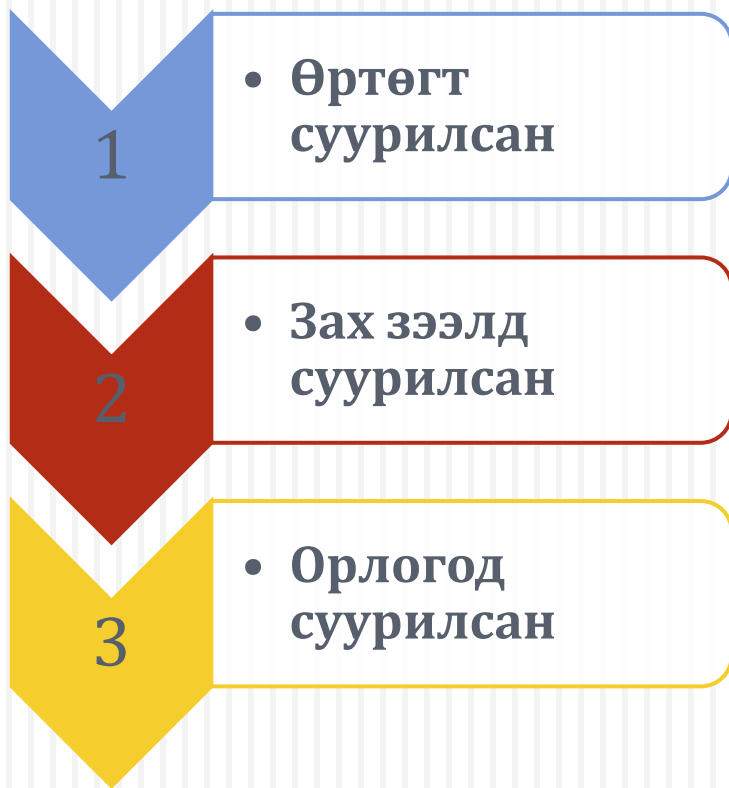 1
• Өртөгт
суурилсан
2
• Зах зээлд
суурилсан
3
• Орлогод
суурилсан